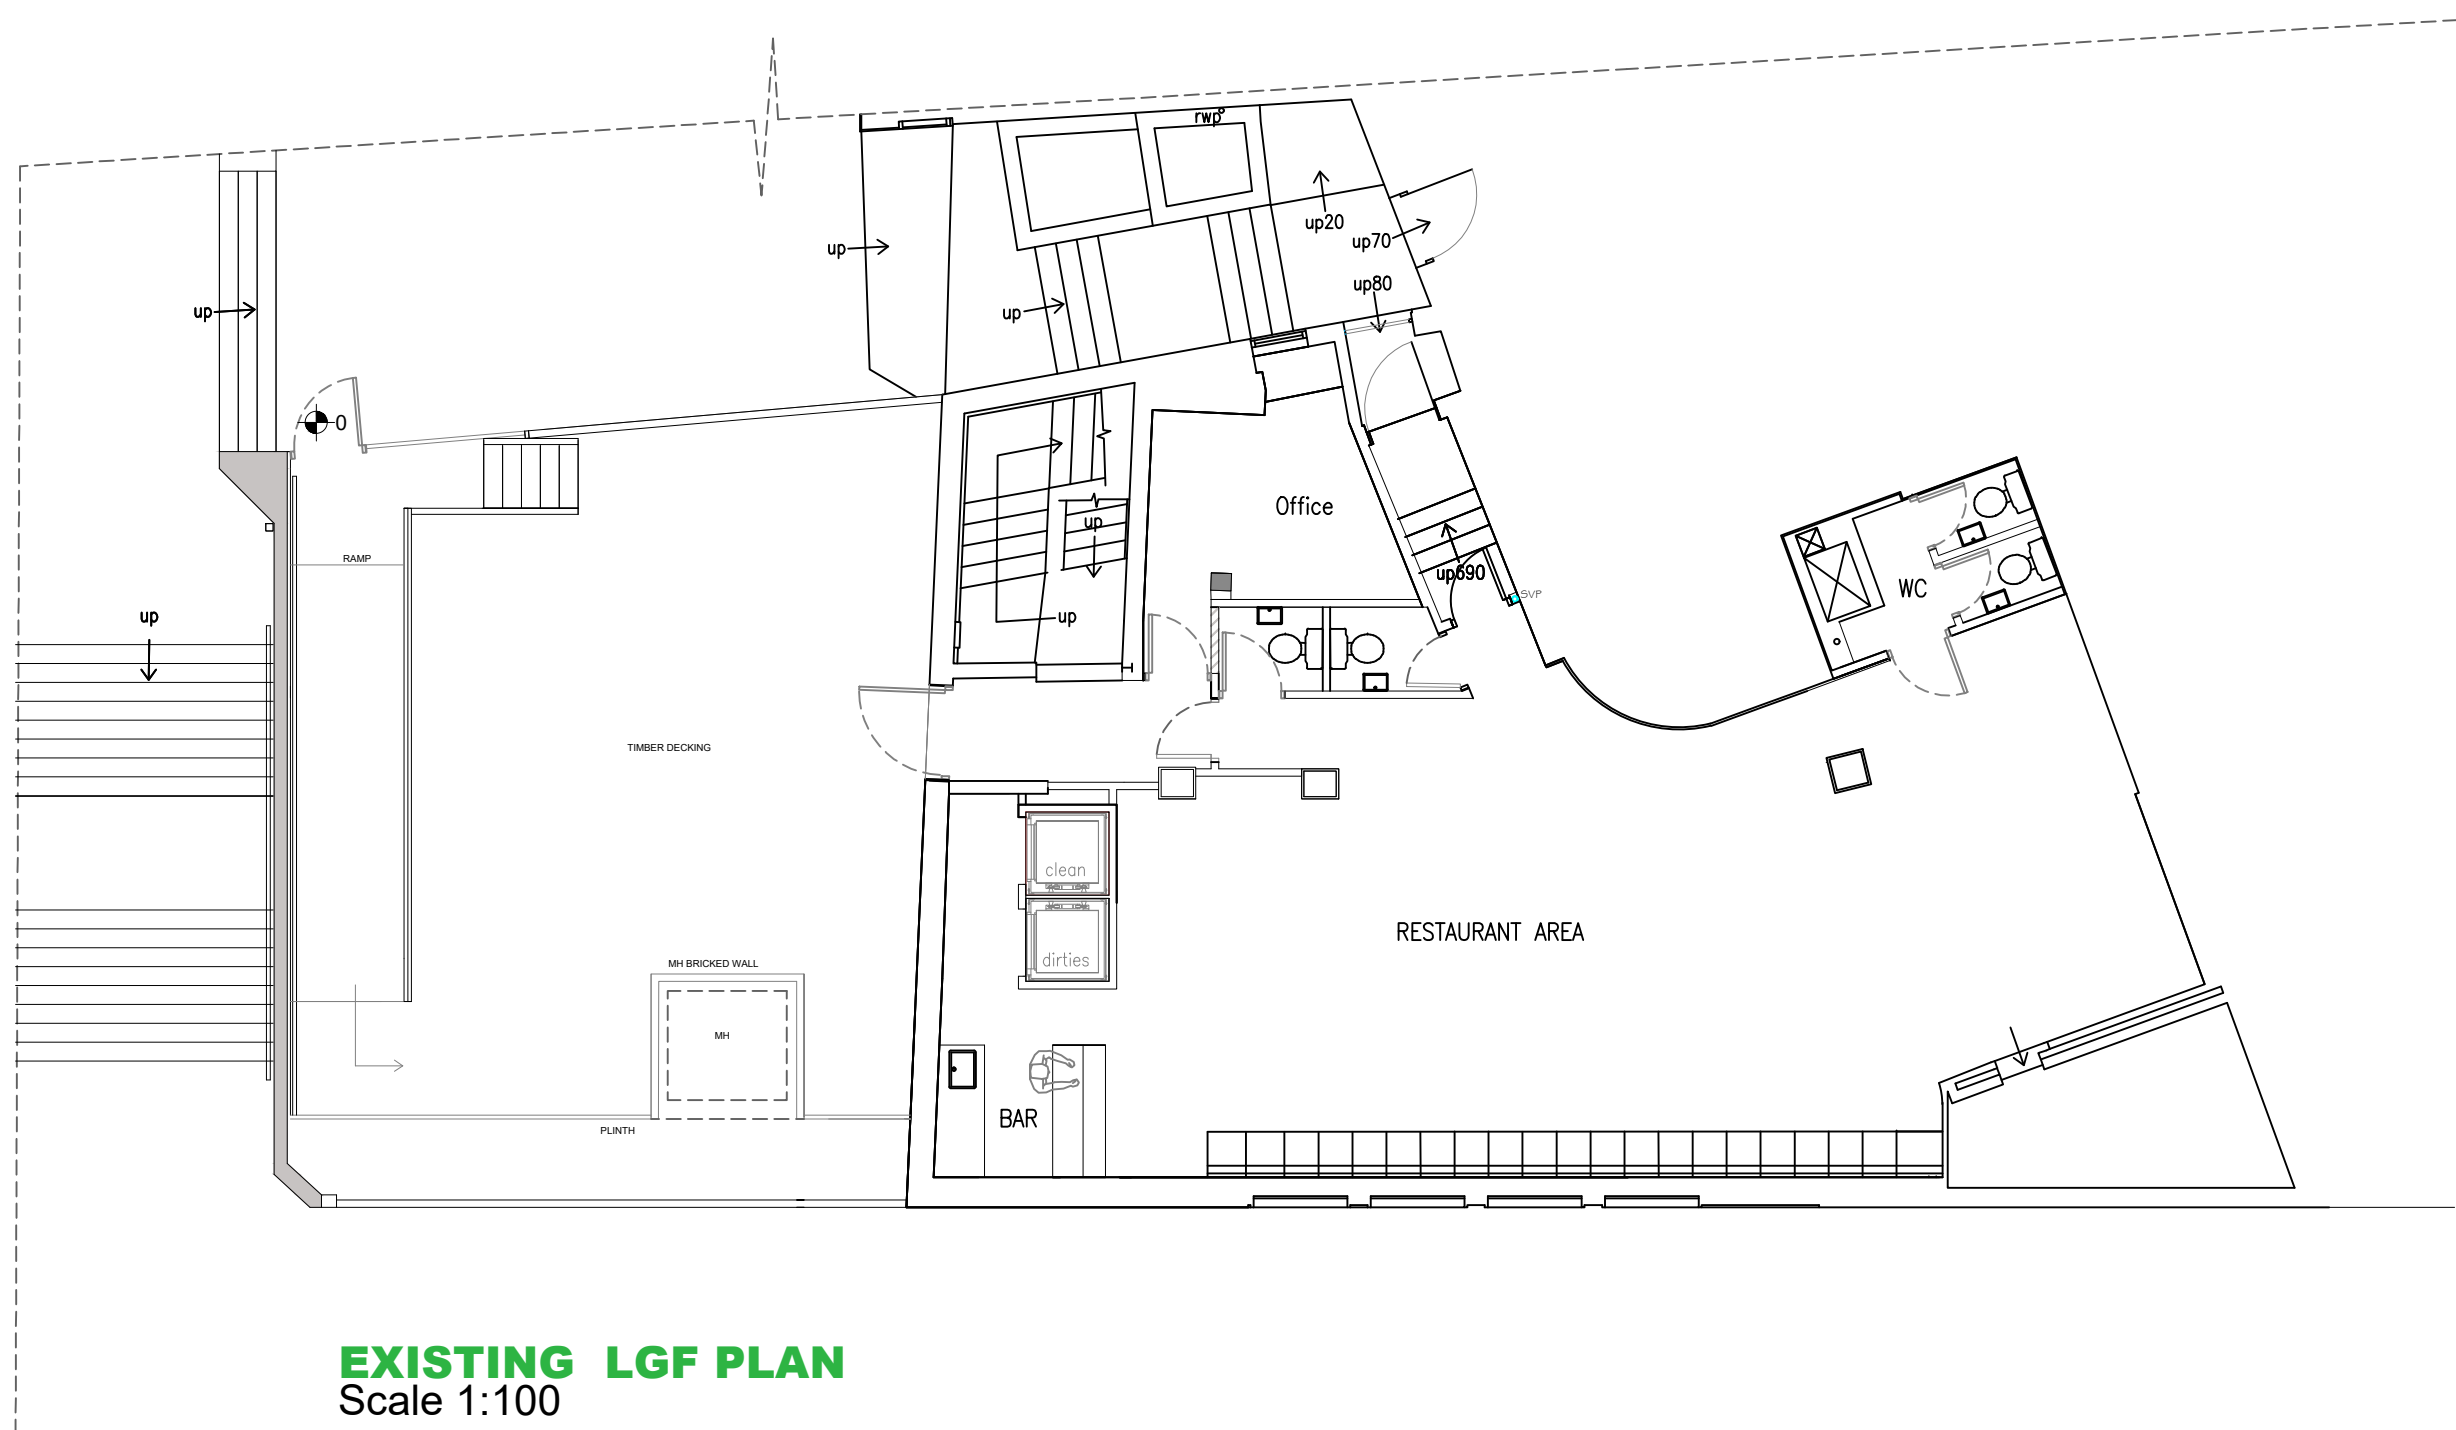 rwp
up20
up70
up
up80
up
up
0
Office
up
RAMP
up690
SVP
WC
up
up
TIMBER DECKING
clean
RESTAURANT AREA
dirties
MH BRICKED WALL
MH
BAR
PLINTH
EXISTING LGF PLAN
Scale 1:100